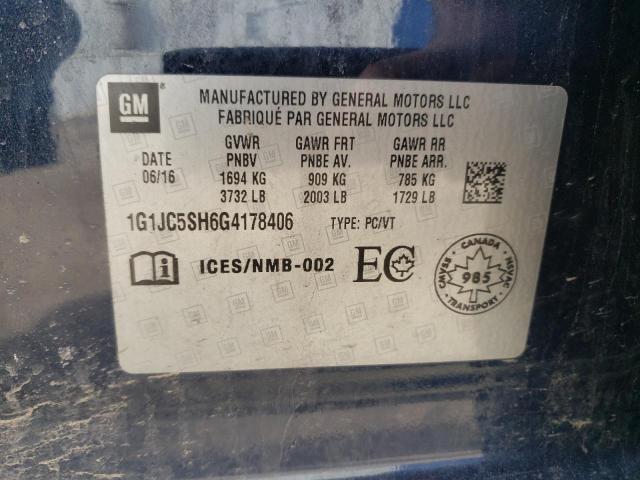 GM
MANUFACTURED BY GENERAL MOTORS LLC
FABRIQUÉ PAR GENERAL MOTORS LLC
DATE
06/16
GVWR
PNBV
1694 KG
3732 LB
GAWR FRT
PNBE AV.
909 KG
2003 LB
GAWR RR
PNBE ARR.
785 KG
1729 LB
1G1JC5SH6G4178406 TYPE: PC/VT
ICES/NMB-002 EC
CANADA
CMVSS 985 NSVAC
TRANSPORT